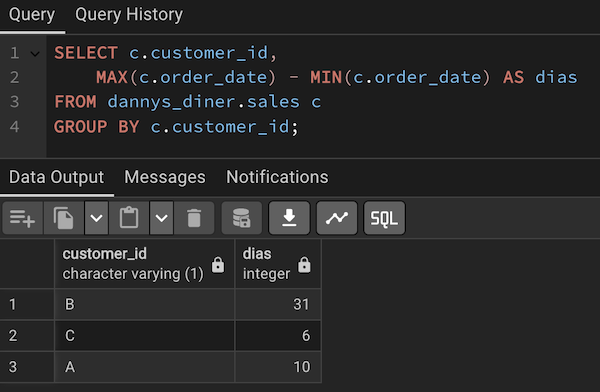 Query Query History
1 SELECT c.customer_id,
2 MAX(c.order_date) - MIN(c.order_date) AS dias
3 FROM dannys_diner.sales c
4 GROUP BY c.customer_id;
Data Output Messages Notifications
SQL
customer_id dias
character varying (1) integer
1 B 31
2 C 6
3 A 10